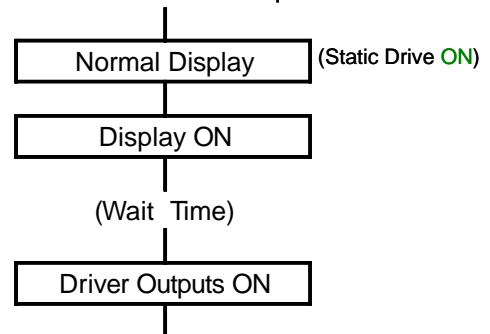 Normal Display (Static Drive ON)
Display ON
(Wait Time)
Driver Outputs ON